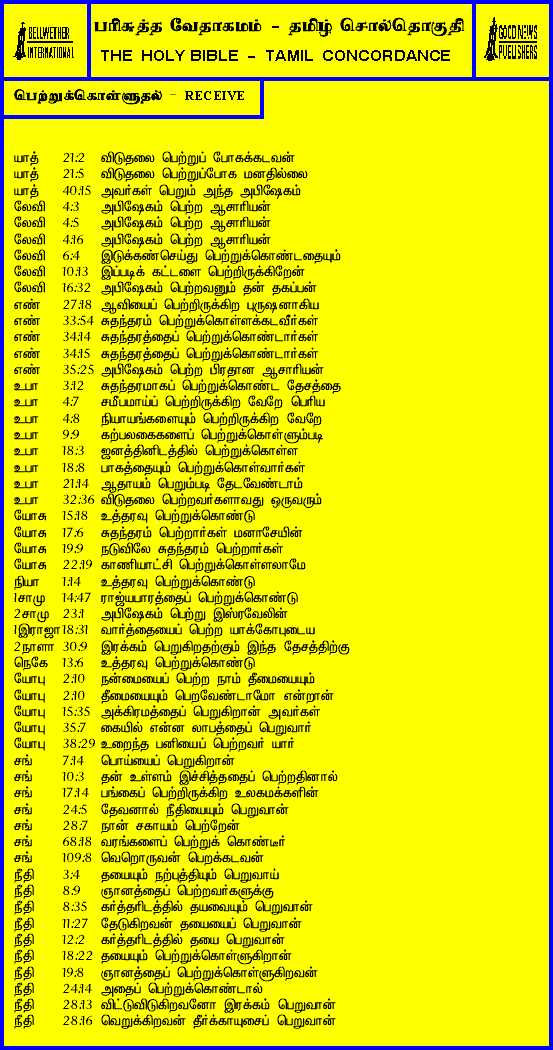 BELLWETHER
INTERNATIONAL
பரிசுத்த வேதாகமம் - தமிழ் சொல்தொகுதி
THE HOLY BIBLE - TAMIL CONCORDANCE
GOOD NEWS
PUBLISHERS
பெற்றுக்கொள்ளுதல் - RECEIVE
யாத் 21:2 விடுதலை பெற்றுப் போகக்கடவன்
யாத் 21:5 விடுதலை பெற்றுப்போக மனதில்லை
யாத் 40:15 அவர்கள் பெறும் அந்த அபிஷேகம்
லேவி 4:3 அபிஷேகம் பெற்ற ஆசாரியன்
லேவி 4:5 அபிஷேகம் பெற்ற ஆசாரியன்
லேவி 4:16 அபிஷேகம் பெற்ற ஆசாரியன்
லேவி 6:4 இடுக்கண்செய்து பெற்றுக்கொண்டதையும்
லேவி 10:13 இப்படிக் கட்டளை பெற்றிருக்கிறேன்
லேவி 16:32 அபிஷேகம் பெற்றவனும் தன் தகப்பன்
எண் 27:18 ஆவியைப் பெற்றிருக்கிற புருஷனாகிய
எண் 33:54 சுதந்தரம் பெற்றுக்கொள்ளக்கடவீர்கள்
எண் 34:14 சுதந்தரத்தைப் பெற்றுக்கொண்டார்கள்
எண் 34:15 சுதந்தரத்தைப் பெற்றுக்கொண்டார்கள்
எண் 35:25 அபிஷேகம் பெற்ற பிரதான ஆசாரியன்
உபா 3:12 சுதந்தரமாகப் பெற்றுக்கொண்ட தேசத்தை
உபா 4:7 சமீபமாய்ப் பெற்றிருக்கிற வேறே பெரிய
உபா 4:8 நியாயங்களையும் பெற்றிருக்கிற வேறே
உபா 9:9 கற்பலகைகளைப் பெற்றுக்கொள்ளும்படி
உபா 18:3 ஜனத்தினிடத்தில் பெற்றுக்கொள்ள
உபா 18:8 பாகத்தையும் பெற்றுக்கொள்வார்கள்
உபா 21:14 ஆதாயம் பெறும்படி தேடவேண்டாம்
உபா 32:36 விடுதலை பெற்றவர்களாவது ஒருவரும்
யோசு 15:18 உத்தரவு பெற்றுக்கொண்டு
யோசு 17:6 சுதந்தரம் பெற்றார்கள் மனாசேயின்
யோசு 19:9 நடுவிலே சுதந்தரம் பெற்றார்கள்
யோசு 22:19 காணியாட்சி பெற்றுக்கொள்ளலாமே
நியா 1:14 உத்தரவு பெற்றுக்கொண்டு
1சாமு 14:47 ராஜ்யபாரத்தைப் பெற்றுக்கொண்டு
2சாமு 23:1 அபிஷேகம் பெற்று இஸ்ரவேலின்
1இராஜா 18:31 வார்த்தையைப் பெற்ற யாக்கோபுடைய
2நாளா 30:9 இரக்கம் பெறுகிறதற்கும் இந்த தேசத்திற்கு
நெகே 13:6 உத்தரவு பெற்றுக்கொண்டு
யோபு 2:10 நன்மையைப் பெற்ற நாம் தீமையையும்
யோபு 2:10 தீமையையும் பெறவேண்டாமோ என்றான்
யோபு 15:35 அக்கிரமத்தைப் பெறுகிறான் அவர்கள்
யோபு 35:7 கையில் என்ன லாபத்தைப் பெறுவார்
யோபு 38:29 உறைந்த பனியைப் பெற்றவர் யார்
சங் 7:14 பொய்யைப் பெறுகிறான்
சங் 10:3 தன் உள்ளம் இச்சித்ததைப் பெற்றதினால்
சங் 17:14 பங்கைப் பெற்றிருக்கிற உலகமக்களின்
சங் 24:5 தேவனால் நீதியையும் பெறுவான்
சங் 28:7 நான் சகாயம் பெற்றேன்
சங் 68:18 வரங்களைப் பெற்றுக் கொண்டீர்
சங் 109:8 வெறொருவன் பெறக்கடவன்
நீதி 3:4 தயையும் நற்புத்தியும் பெறுவாய்
நீதி 8:9 ஞானத்தைப் பெற்றவர்களுக்கு
நீதி 8:35 கர்த்தரிடத்தில் தயவையும் பெறுவான்
நீதி 11:27 தேடுகிறவன் தயையைப் பெறுவான்
நீதி 12:2 கர்த்தரிடத்தில் தயை பெறுவான்
நீதி 18:22 தயையும் பெற்றுக்கொள்ளுகிறான்
நீதி 19:8 ஞானத்தைப் பெற்றுக்கொள்ளுகிறவன்
நீதி 24:14 அதைப் பெற்றுக்கொண்டால்
நீதி 28:13 விட்டுவிடுகிறவனோ இரக்கம் பெறுவான்
நீதி 28:16 வெறுக்கிறவன் தீர்க்காயுசைப் பெறுவான்